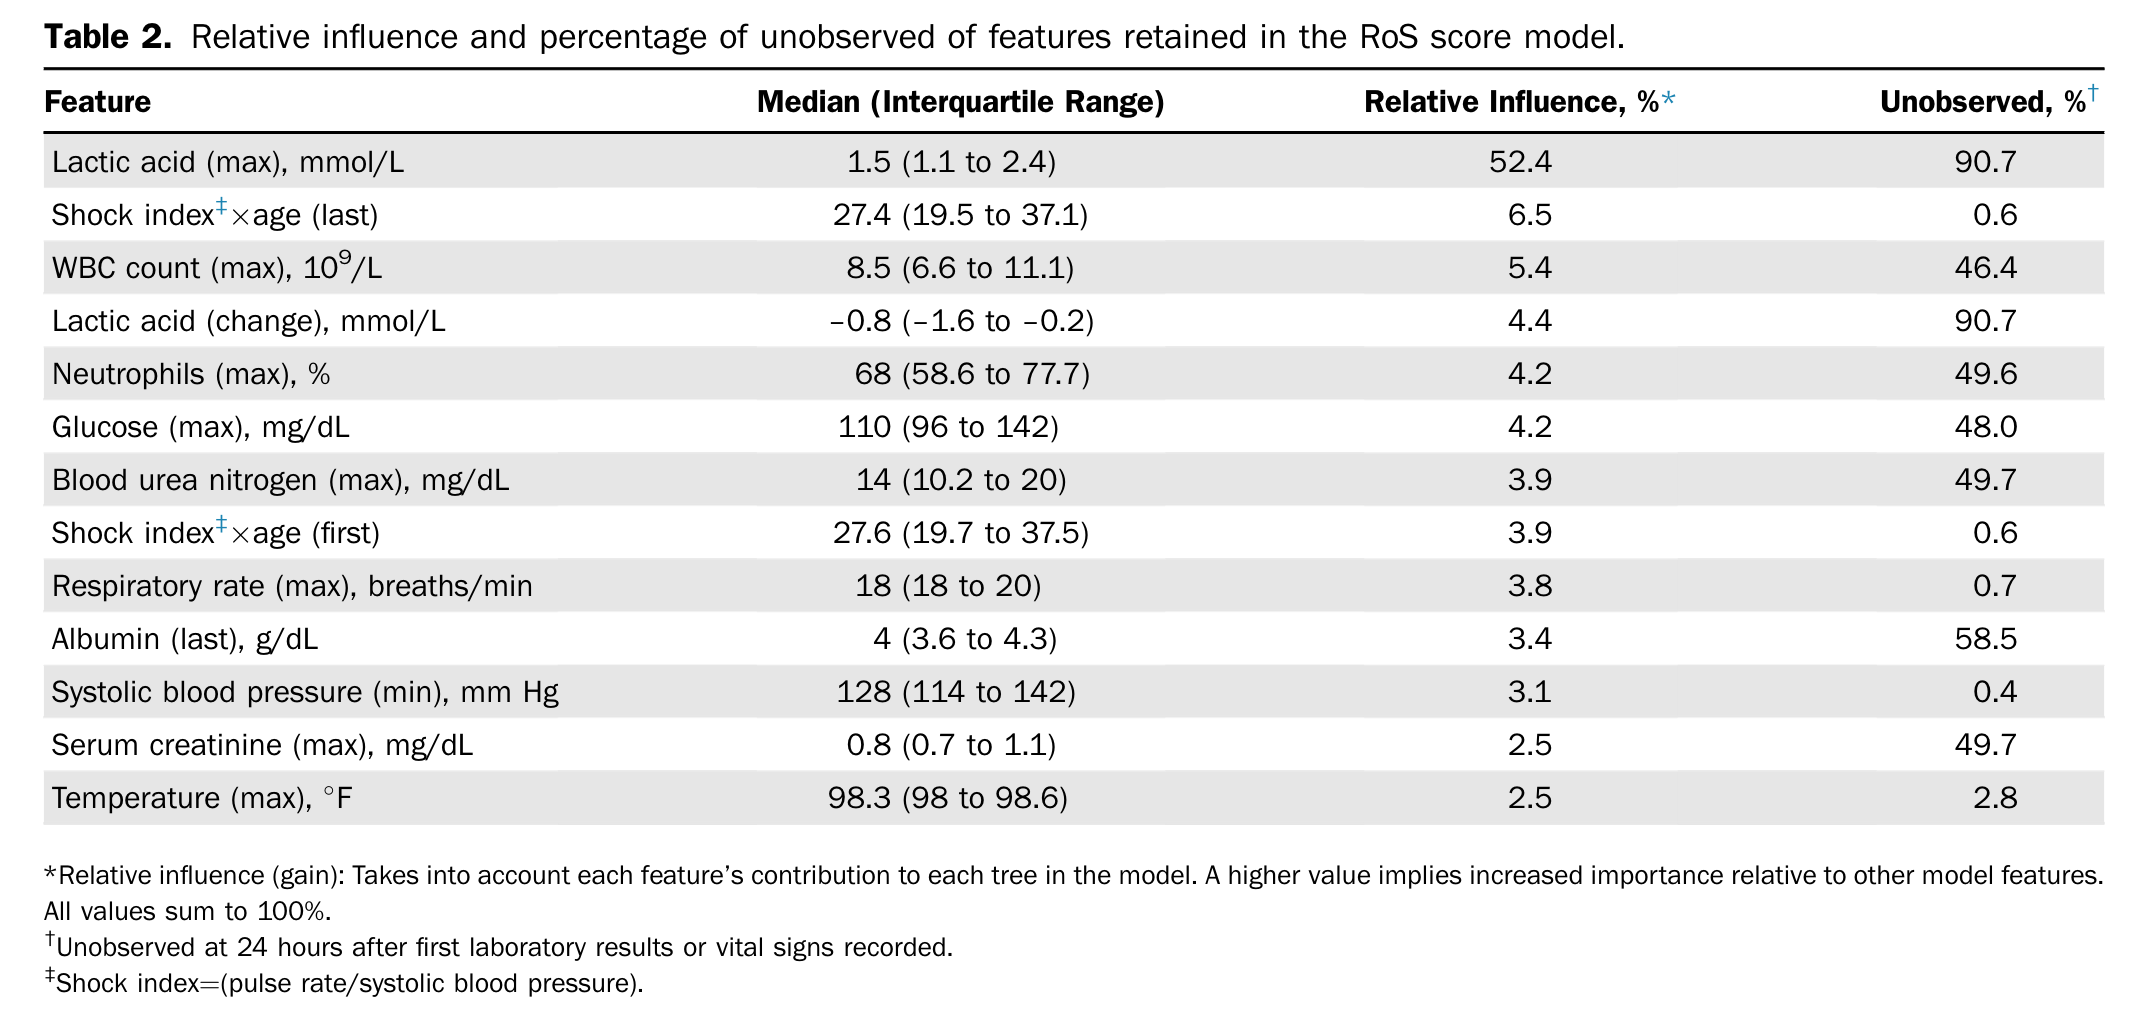 Table 2. Relative influence and percentage of unobserved of features retained in the RoS score model.
Feature Median (Interquartile Range) Relative Influence, %* Unobserved, %†
Lactic acid (max), mmol/L 1.5 (1.1 to 2.4) 52.4 90.7
Shock index‡×age (last) 27.4 (19.5 to 37.1) 6.5 0.6
WBC count (max), 10⁹/L 8.5 (6.6 to 11.1) 5.4 46.4
Lactic acid (change), mmol/L –0.8 (–1.6 to –0.2) 4.4 90.7
Neutrophils (max), % 68 (58.6 to 77.7) 4.2 49.6
Glucose (max), mg/dL 110 (96 to 142) 4.2 48.0
Blood urea nitrogen (max), mg/dL 14 (10.2 to 20) 3.9 49.7
Shock index‡×age (first) 27.6 (19.7 to 37.5) 3.9 0.6
Respiratory rate (max), breaths/min 18 (18 to 20) 3.8 0.7
Albumin (last), g/dL 4 (3.6 to 4.3) 3.4 58.5
Systolic blood pressure (min), mm Hg 128 (114 to 142) 3.1 0.4
Serum creatinine (max), mg/dL 0.8 (0.7 to 1.1) 2.5 49.7
Temperature (max), °F 98.3 (98 to 98.6) 2.5 2.8
*Relative influence (gain): Takes into account each feature’s contribution to each tree in the model. A higher value implies increased importance relative to other model features.
All values sum to 100%.
†Unobserved at 24 hours after first laboratory results or vital signs recorded.
‡Shock index=(pulse rate/systolic blood pressure).